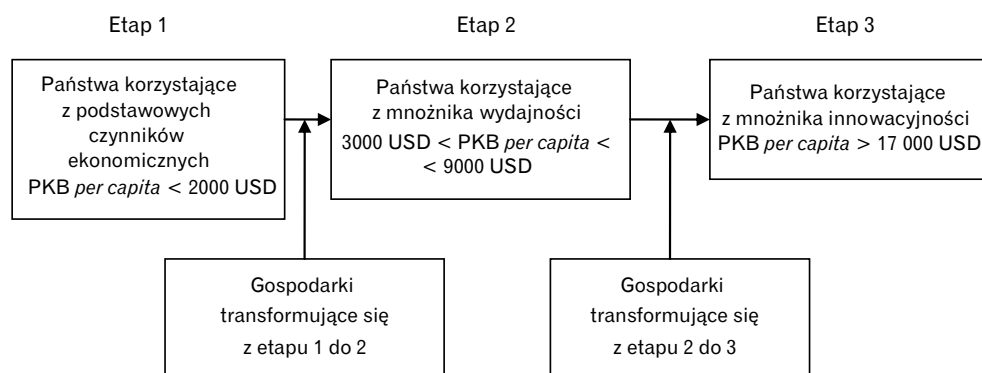 Etap 1
Etap 2
Etap 3
Państwa korzystające
z podstawowych
czynników
ekonomicznych
PKB per capita < 2000 USD
Państwa korzystające
z mnożnika wydajności
3000 USD < PKB per capita <
< 9000 USD
Państwa korzystające
z mnożnika innowacyjności
PKB per capita > 17 000 USD
Gospodarki
transformujące się
z etapu 1 do 2
Gospodarki
transformujące się
z etapu 2 do 3